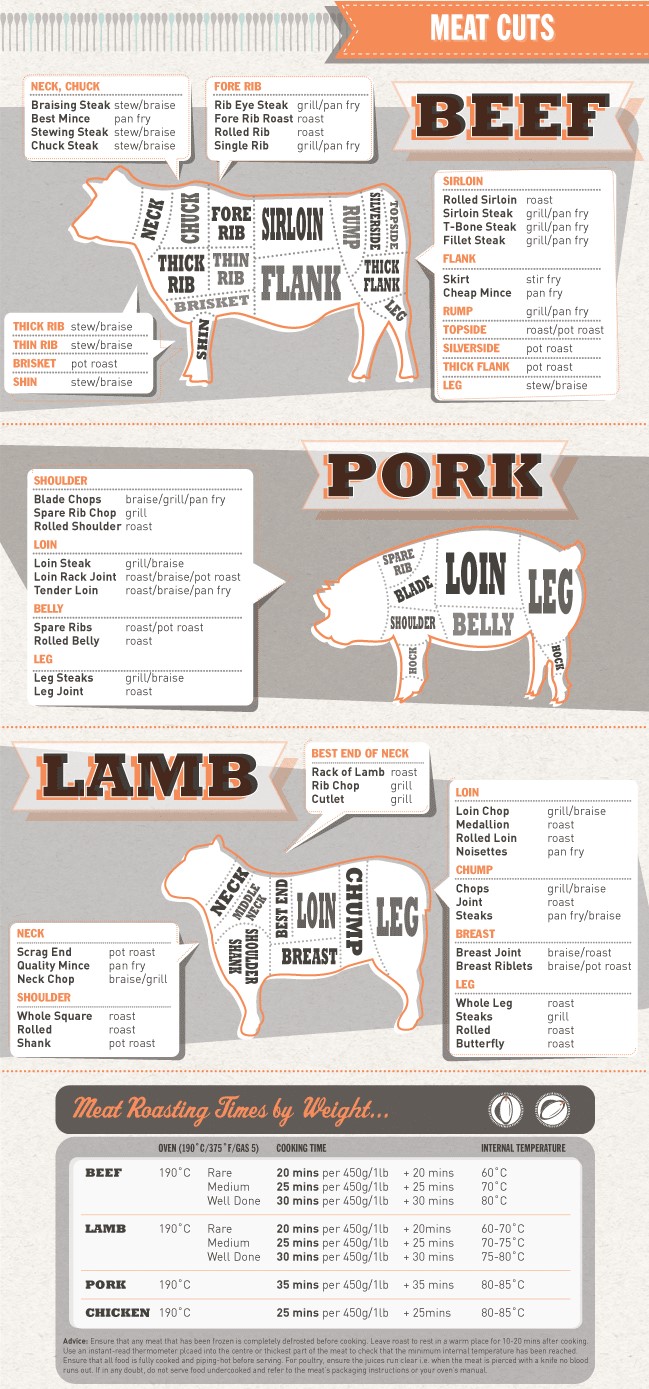 MEAT CUTS
BEEF
NECK, CHUCK
Braising Steak stew/braise
Best Mince pan fry
Stewing Steak stew/braise
Chuck Steak stew/braise
FORE RIB
Rib Eye Steak grill/pan fry
Fore Rib Roast roast
Rolled Rib roast
Single Rib grill/pan fry
SIRLOIN
Rolled Sirloin roast
Sirloin Steak grill/pan fry
T-Bone Steak grill/pan fry
Fillet Steak grill/pan fry
FLANK
Skirt stir fry
Cheap Mince pan fry
RUMP grill/pan fry
TOPSIDE roast/pot roast
SILVERSIDE pot roast
THICK FLANK pot roast
LEG stew/braise
NECK
CHUCK
FORE
RIB
SIRLOIN
RUMP
SILVERSIDE
TOPSIDE
THICK
RIB
THIN
RIB
FLANK
THICK
FLANK
BRISKET
LEG
SHIN
THICK RIB stew/braise
THIN RIB stew/braise
BRISKET pot roast
SHIN stew/braise
PORK
SHOULDER
Blade Chops braise/grill/pan fry
Spare Rib Chop grill
Rolled Shoulder roast
LOIN
Loin Steak grill/braise
Loin Rack Joint roast/braise/pot roast
Tender Loin roast/braise/pan fry
BELLY
Spare Ribs roast/pot roast
Rolled Belly roast
LEG
Leg Steaks grill/braise
Leg Joint roast
SPARE
RIB
BLADE
LOIN
LEG
SHOULDER
BELLY
HOCK
HOCK
LAMB
BEST END OF NECK
Rack of Lamb roast
Rib Chop grill
Cutlet grill
LOIN
Loin Chop grill/braise
Medallion roast
Rolled Loin roast
Noisettes pan fry
CHUMP
Chops grill/braise
Joint roast
Steaks pan fry/braise
BREAST
Breast Joint braise/roast
Breast Riblets braise/pot roast
LEG
Whole Leg roast
Steaks grill
Rolled roast
Butterfly roast
NECK
MIDDLE
NECK
BEST END
LOIN
CHUMP
LEG
SHOULDER
SHANK
BREAST
NECK
Scrag End pot roast
Quality Mince pan fry
Neck Chop braise/grill
SHOULDER
Whole Square roast
Rolled roast
Shank pot roast
Meat Roasting Times by Weight...
OVEN (190°C/375°F/GAS 5) COOKING TIME INTERNAL TEMPERATURE
BEEF 190°C Rare 20 mins per 450g/1lb + 20 mins 60°C
Medium 25 mins per 450g/1lb + 25 mins 70°C
Well Done 30 mins per 450g/1lb + 30 mins 80°C
LAMB 190°C Rare 20 mins per 450g/1lb + 20mins 60-70°C
Medium 25 mins per 450g/1lb + 25 mins 70-75°C
Well Done 30 mins per 450g/1lb + 30 mins 75-80°C
PORK 190°C 35 mins per 450g/1lb + 35 mins 80-85°C
CHICKEN 190°C 25 mins per 450g/1lb + 25mins 80-85°C
Advice: Ensure that any meat that has been frozen is completely defrosted before cooking. Leave roast to rest in a warm place for 10-20 mins after cooking.
Use an instant-read thermometer plcaed into the centre or thickest part of the meat to check that the minimum internal temperature has been reached.
Ensure that all food is fully cooked and piping-hot before serving. For poultry, ensure the juices run clear i.e. when the meat is pierced with a knife no blood
runs out. If in any doubt, do not serve food undercooked and refer to the meat's packaging instructions or your oven's manual.